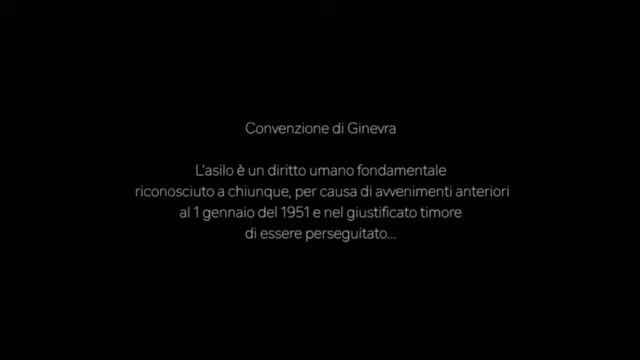 Convenzione di Ginevra
L'asilo è un diritto umano fondamentale
riconosciuto a chiunque, per causa di avvenimenti anteriori
al 1 gennaio del 1951 e nel giustificato timore
di essere perseguitato...